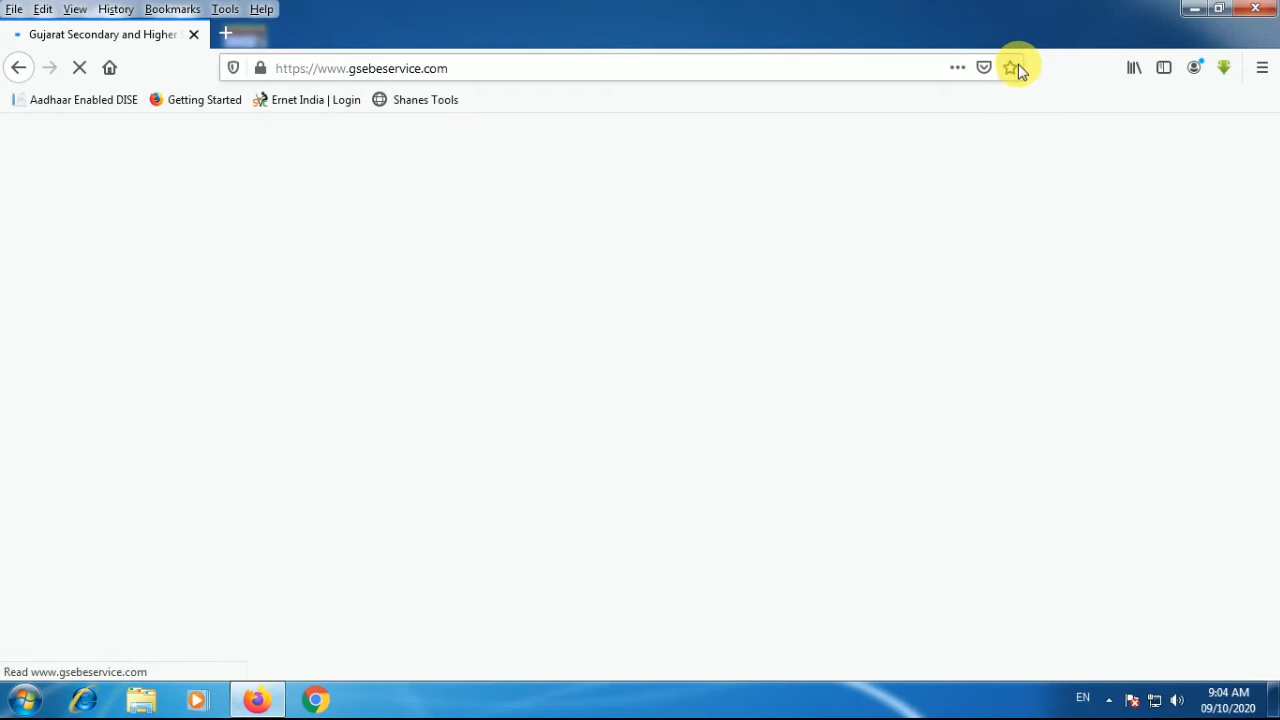 File Edit View History Bookmarks Tools Help
Gujarat Secondary and Higher
https://www.gsebeservice.com
Aadhaar Enabled DISE Getting Started Ernet India | Login Shanes Tools
Read www.gsebeservice.com
EN 9:04 AM
09/10/2020